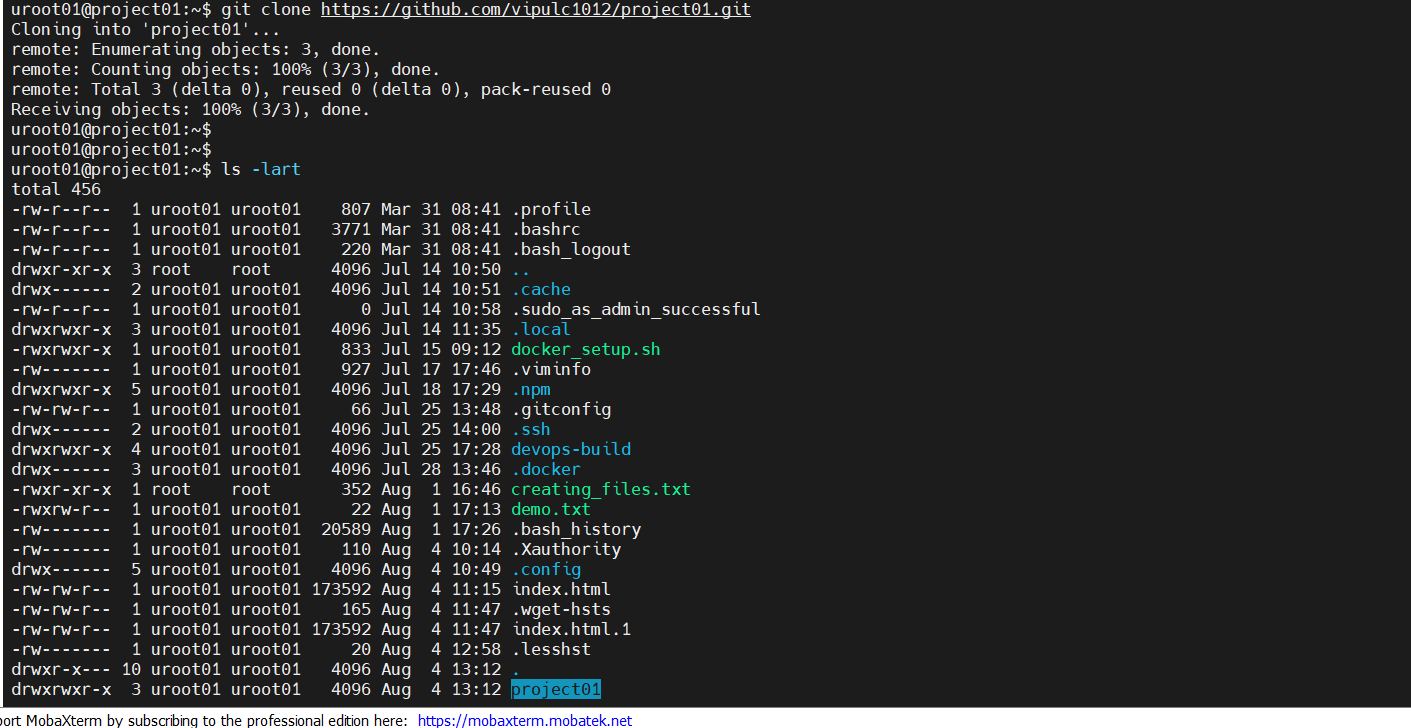 uroot01@project01:~$ git clone https://github.com/vipulc1012/project01.git
Cloning into 'project01'...
remote: Enumerating objects: 3, done.
remote: Counting objects: 100% (3/3), done.
remote: Total 3 (delta 0), reused 0 (delta 0), pack-reused 0
Receiving objects: 100% (3/3), done.
uroot01@project01:~$
uroot01@project01:~$
uroot01@project01:~$ ls -lart
total 456
-rw-r--r--  1 uroot01 uroot01    807 Mar 31 08:41 .profile
-rw-r--r--  1 uroot01 uroot01   3771 Mar 31 08:41 .bashrc
-rw-r--r--  1 uroot01 uroot01    220 Mar 31 08:41 .bash_logout
drwxr-xr-x  3 root    root      4096 Jul 14 10:50 ..
drwx------  2 uroot01 uroot01   4096 Jul 14 10:51 .cache
-rw-r--r--  1 uroot01 uroot01      0 Jul 14 10:58 .sudo_as_admin_successful
drwxrwxr-x  3 uroot01 uroot01   4096 Jul 14 11:35 .local
-rwxrwxr-x  1 uroot01 uroot01    833 Jul 15 09:12 docker_setup.sh
-rw-------  1 uroot01 uroot01    927 Jul 17 17:46 .viminfo
drwxrwxr-x  5 uroot01 uroot01   4096 Jul 18 17:29 .npm
-rw-rw-r--  1 uroot01 uroot01     66 Jul 25 13:48 .gitconfig
drwx------  2 uroot01 uroot01   4096 Jul 25 14:00 .ssh
drwxrwxr-x  4 uroot01 uroot01   4096 Jul 25 17:28 devops-build
drwx------  3 uroot01 uroot01   4096 Jul 28 13:46 .docker
-rwxr-xr-x  1 root    root       352 Aug  1 16:46 creating_files.txt
-rwxrw-r--  1 uroot01 uroot01     22 Aug  1 17:13 demo.txt
-rw-------  1 uroot01 uroot01  20589 Aug  1 17:26 .bash_history
-rw-------  1 uroot01 uroot01    110 Aug  4 10:14 .Xauthority
drwx------  5 uroot01 uroot01   4096 Aug  4 10:49 .config
-rw-rw-r--  1 uroot01 uroot01 173592 Aug  4 11:15 index.html
-rw-rw-r--  1 uroot01 uroot01    165 Aug  4 11:47 .wget-hsts
-rw-rw-r--  1 uroot01 uroot01 173592 Aug  4 11:47 index.html.1
-rw-------  1 uroot01 uroot01     20 Aug  4 12:58 .lesshst
drwxr-x--- 10 uroot01 uroot01   4096 Aug  4 13:12 .
drwxrwxr-x  3 uroot01 uroot01   4096 Aug  4 13:12 project01
port MobaXterm by subscribing to the professional edition here: https://mobaxterm.mobatek.net